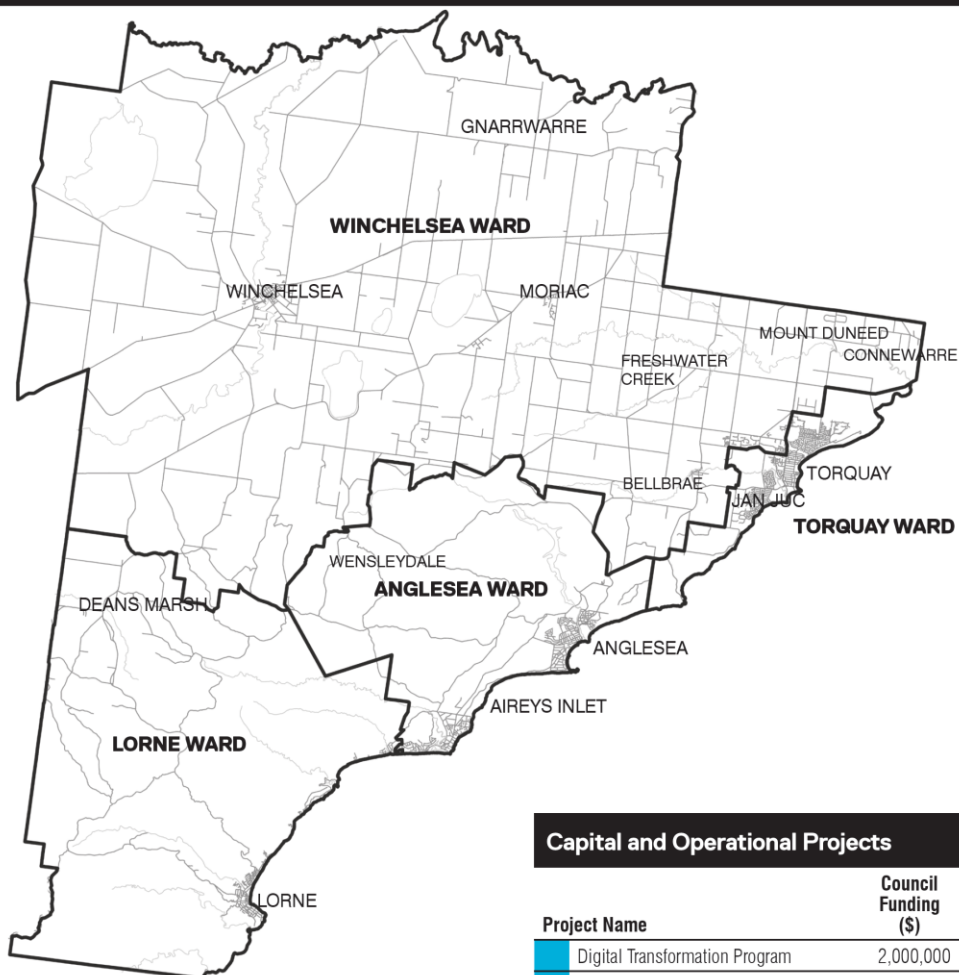 GNARRWARRE
WINCHELSEA WARD
WINCHELSEA
MORIAC
MOUNT DUNEED
CONNEWARRE
FRESHWATER
CREEK
TORQUAY
BELLBRAE
JAN JUC
TORQUAY WARD
WENSLEYDALE
ANGLESEA WARD
DEANS MARSH
ANGLESEA
AIREYS INLET
LORNE WARD
LORNE
Capital and Operational Projects
Council
Funding
Project Name ($)
Digital Transformation Program 2,000,000